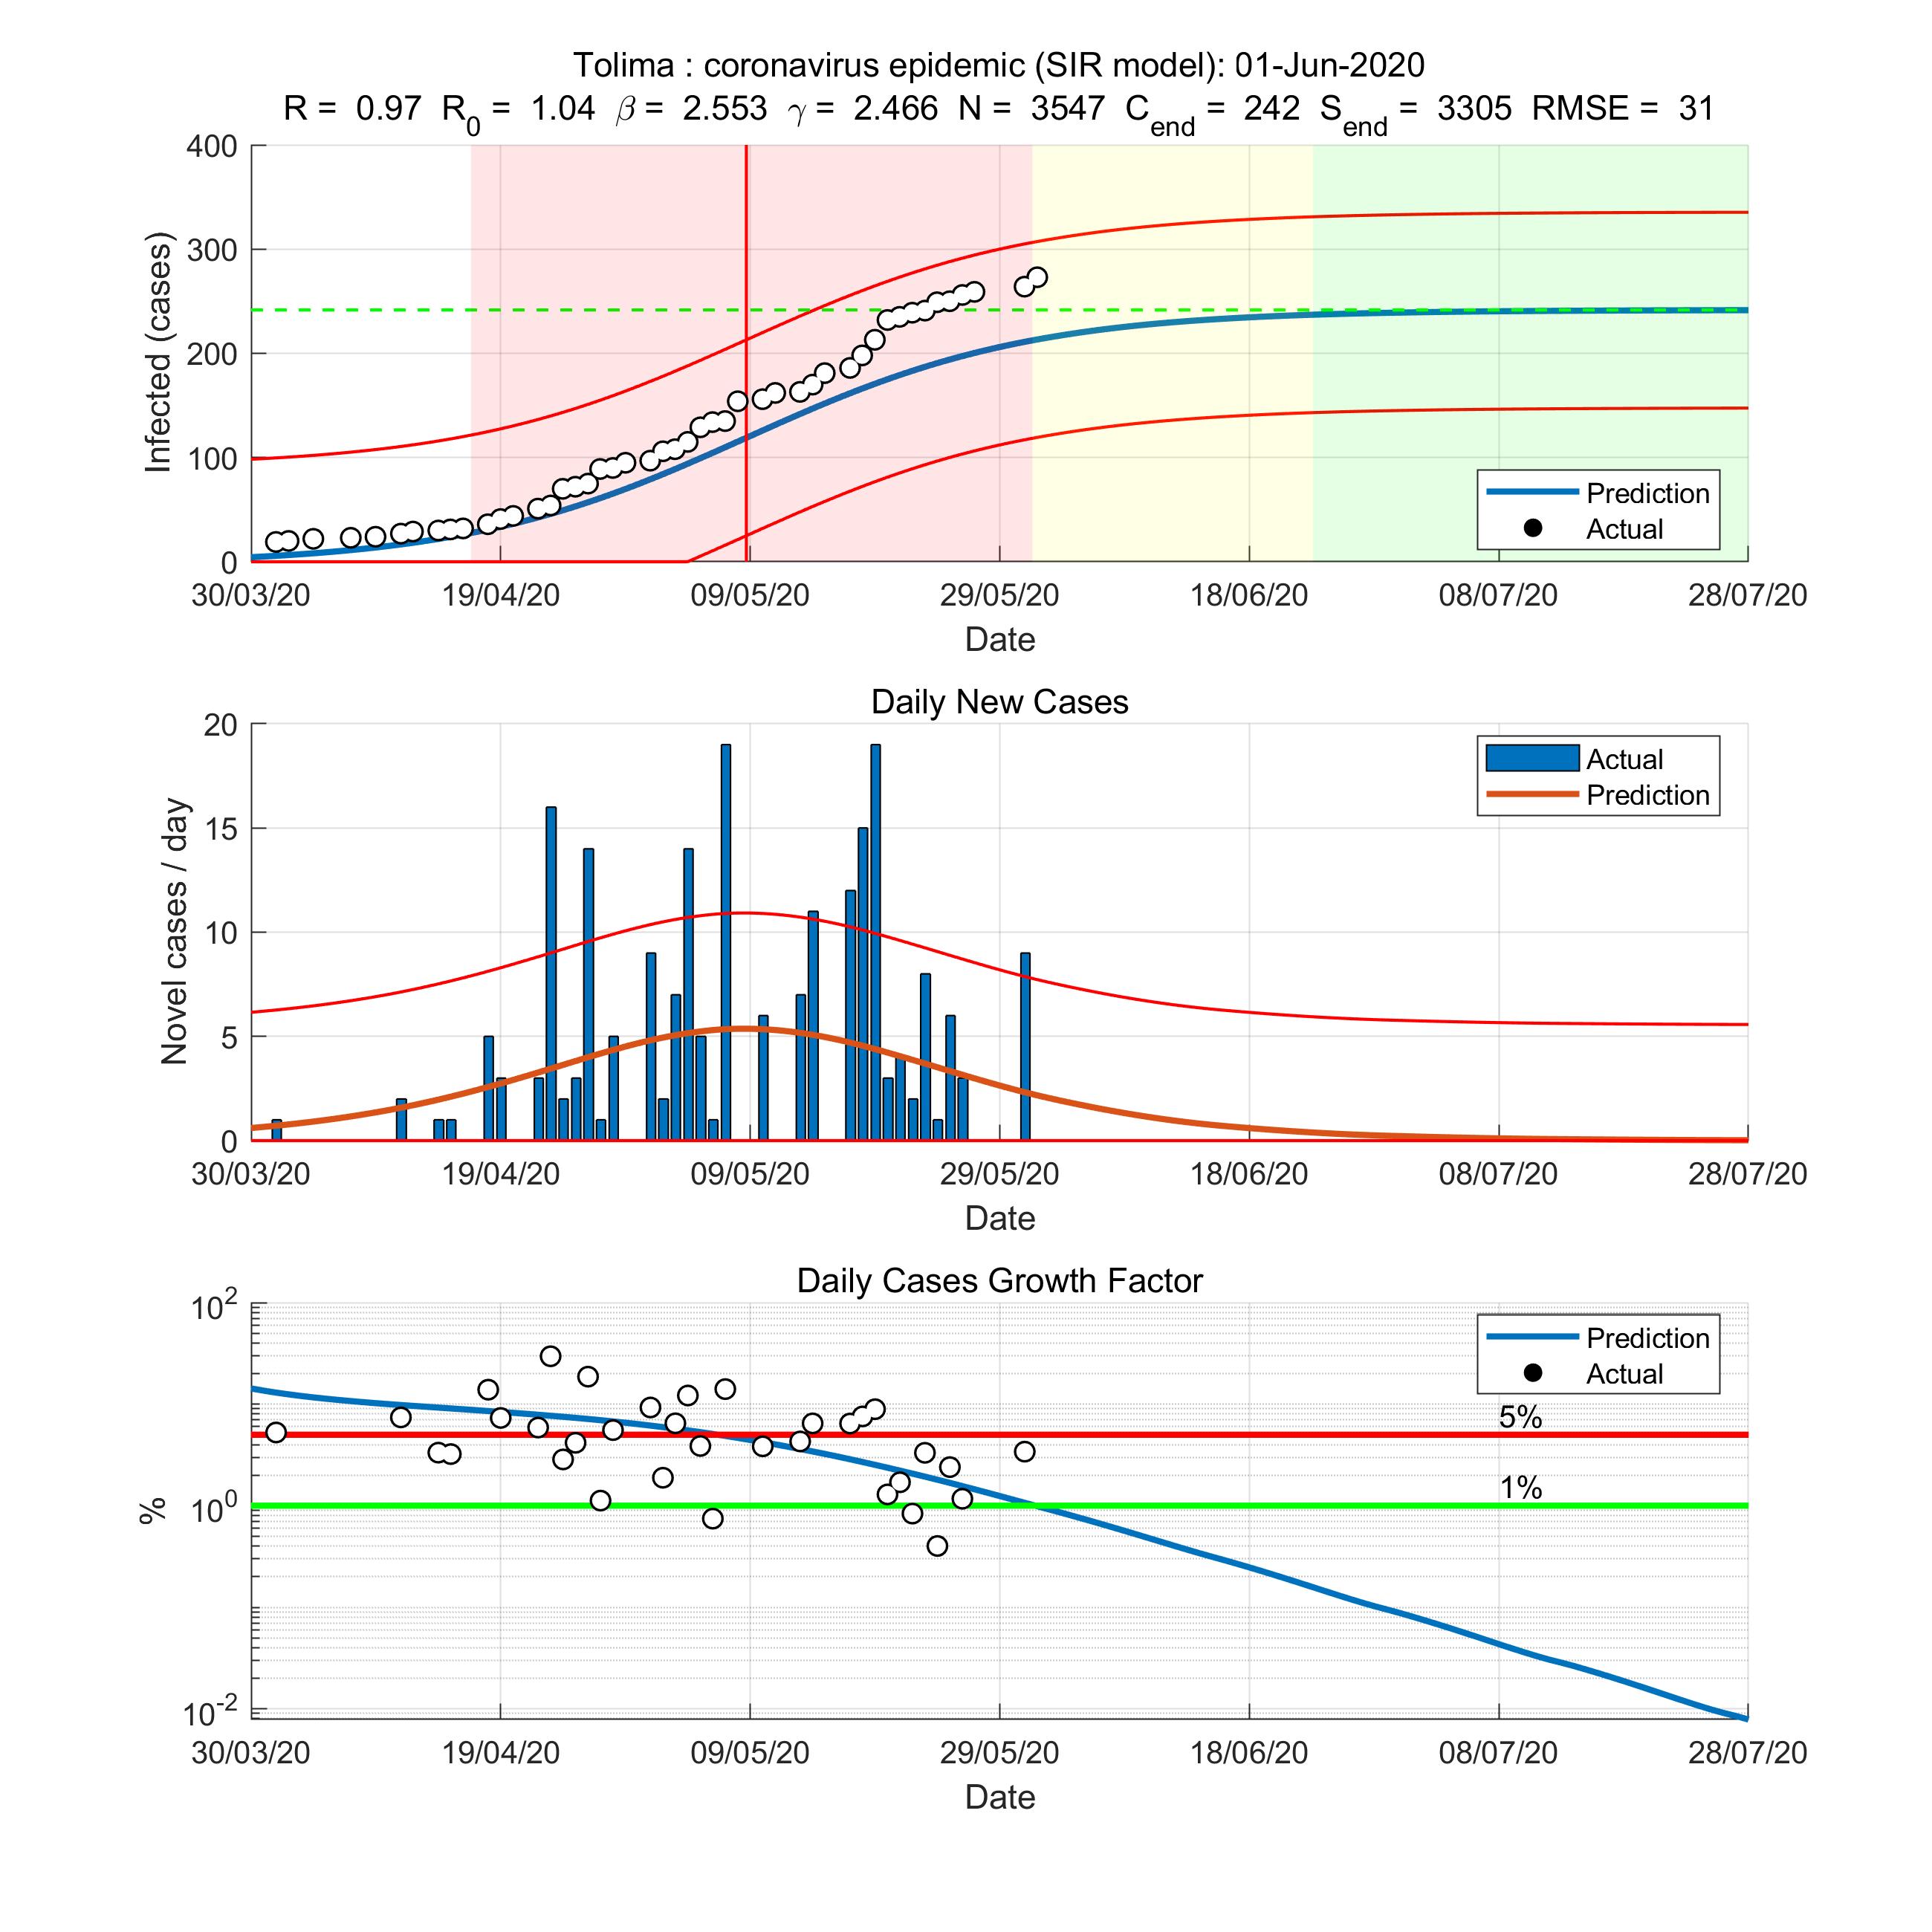 Tolima : coronavirus epidemic (SIR model): 01-Jun-2020
R = 0.97 R0 = 1.04 β = 2.553 γ = 2.466 N = 3547 Cend = 242 Send = 3305 RMSE = 31
400
300
200
100
0
Infected (cases)
Prediction
Actual
30/03/20 19/04/20 09/05/20 29/05/20 18/06/20 08/07/20 28/07/20
Date
Daily New Cases
20
15
10
5
0
Novel cases / day
Actual
Prediction
30/03/20 19/04/20 09/05/20 29/05/20 18/06/20 08/07/20 28/07/20
Date
Daily Cases Growth Factor
10^2
10^0
10^-2
%
Prediction
Actual
5%
1%
30/03/20 19/04/20 09/05/20 29/05/20 18/06/20 08/07/20 28/07/20
Date